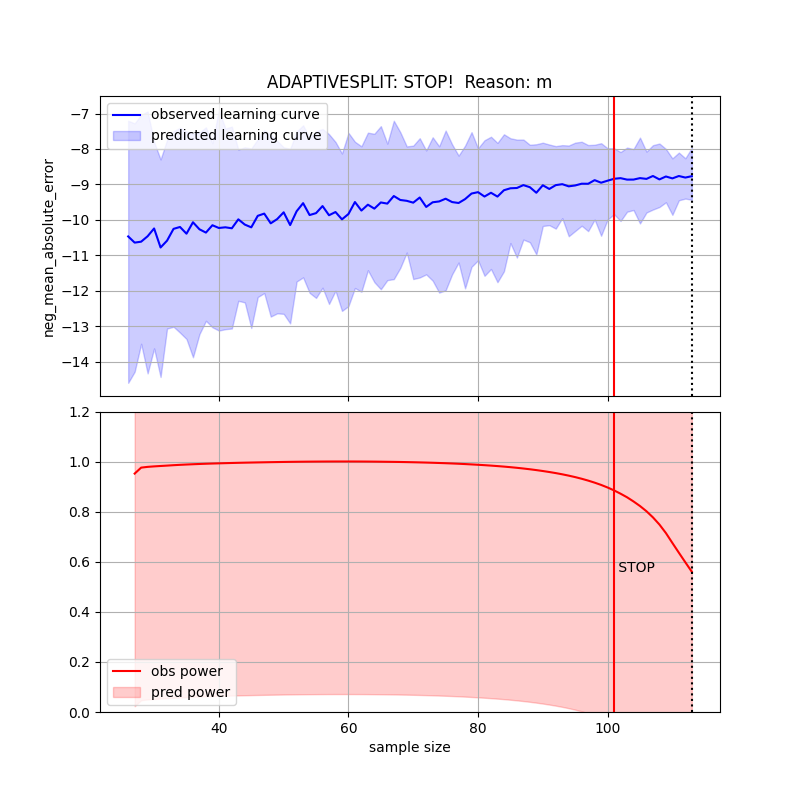 ADAPTIVESPLIT: STOP!  Reason: m
observed learning curve
predicted learning curve
neg_mean_absolute_error
−7
−8
−9
−10
−11
−12
−13
−14
1.2
1.0
0.8
0.6
0.4
0.2
0.0
STOP
obs power
pred power
40 60 80 100
sample size